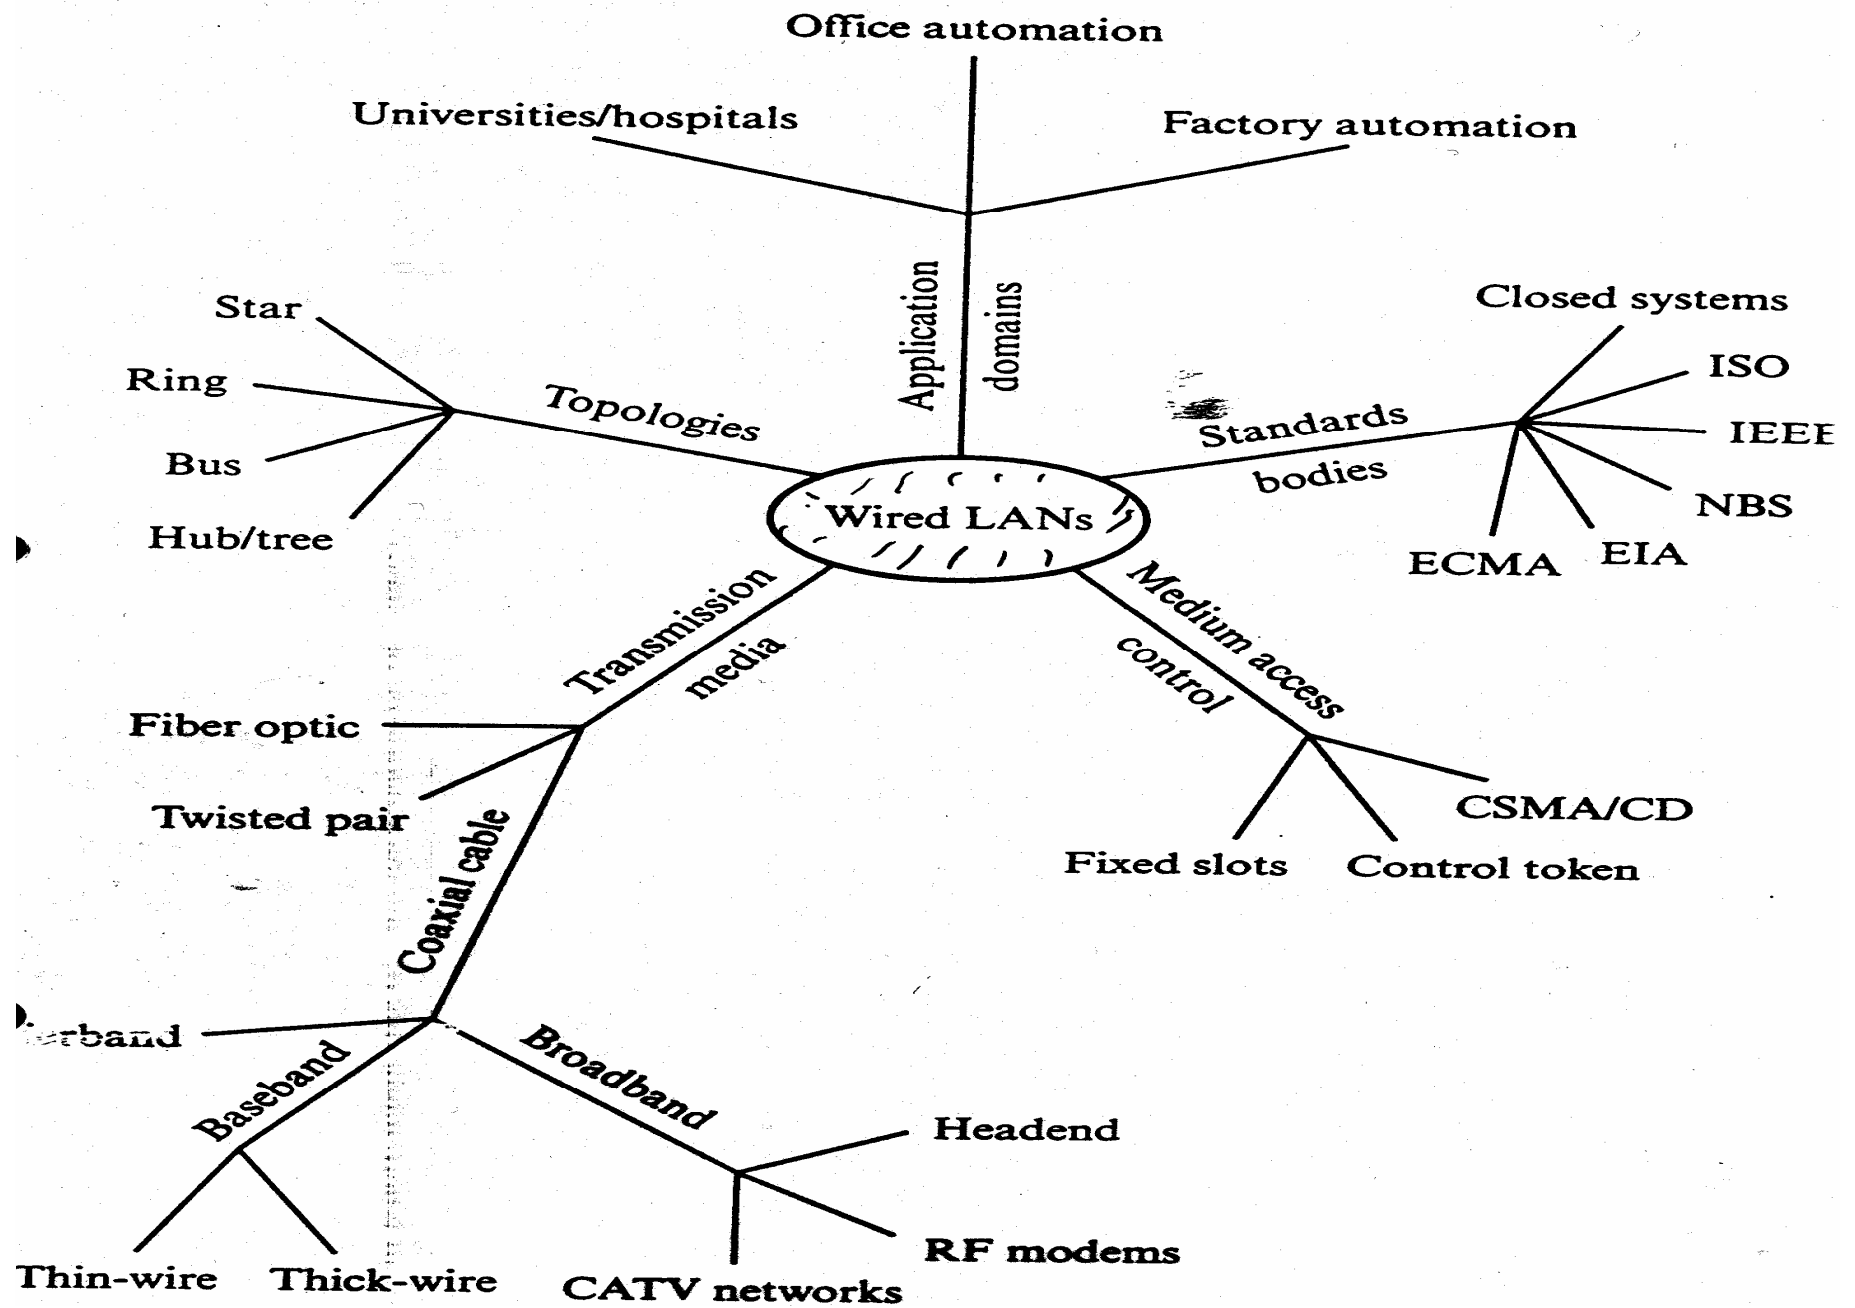 Office automation
Universities/hospitals
Factory automation
Application
domains
Closed systems
Star
ISO
Ring
Topologies
Standards
bodies
IEEE
Bus
NBS
Wired LANs
Hub/tree
ECMA
EIA
Transmission
media
Medium access
control
Fiber optic
Twisted pair
CSMA/CD
Fixed slots
Control token
Coaxial cable
Baseband
Broadband
Headend
RF modems
Thin-wire
Thick-wire
CATV networks